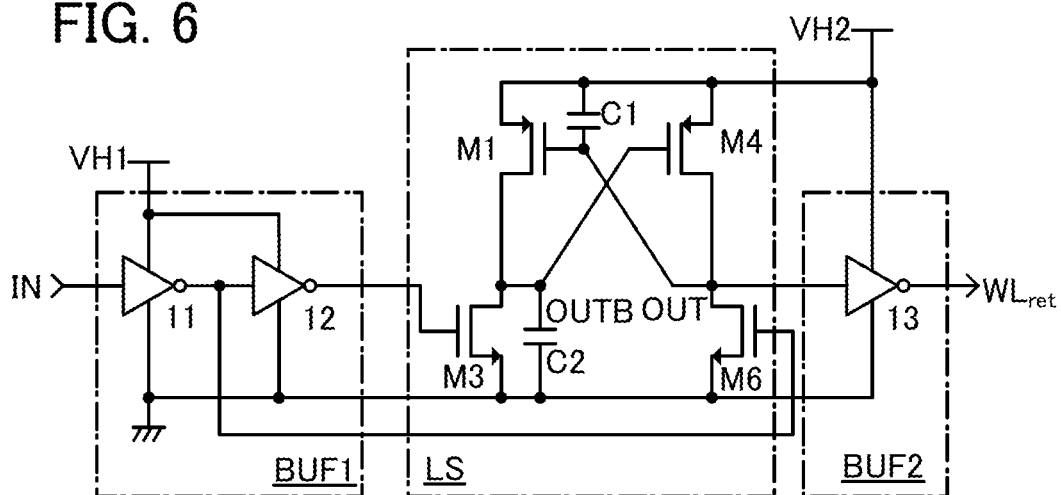 FIG. 6
VH2
C1
M1
M4
VH1
IN
11
12
OUTB OUT
13
WLret
M3
C2
M6
BUF1
LS
BUF2